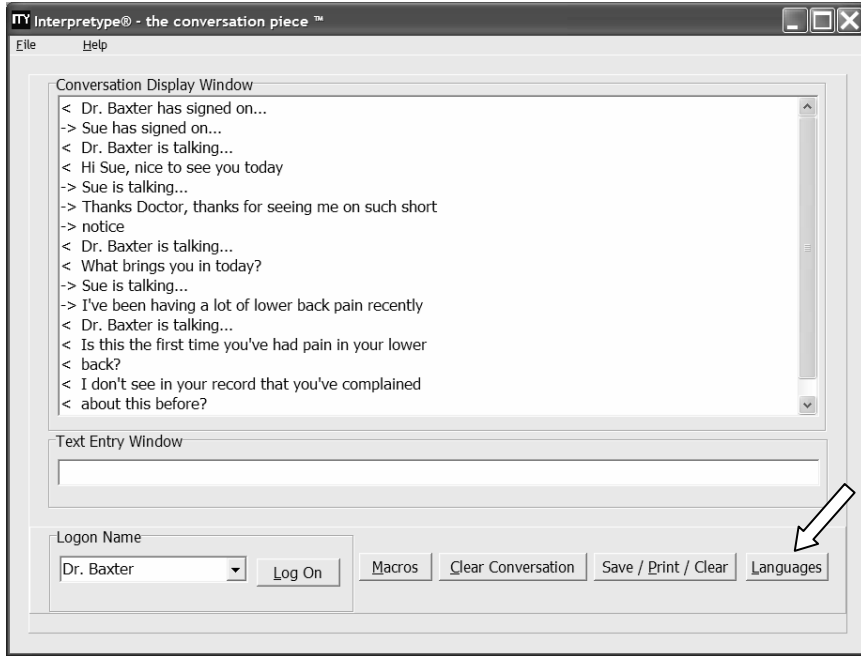 ITY Interpretype® - the conversation piece ™
File Help
Conversation Display Window
< Dr. Baxter has signed on...
-> Sue has signed on...
< Dr. Baxter is talking...
< Hi Sue, nice to see you today
-> Sue is talking...
-> Thanks Doctor, thanks for seeing me on such short
-> notice
< Dr. Baxter is talking...
< What brings you in today?
-> Sue is talking...
-> I've been having a lot of lower back pain recently
< Dr. Baxter is talking...
< Is this the first time you've had pain in your lower
< back?
< I don't see in your record that you've complained
< about this before?
Text Entry Window
Logon Name
Dr. Baxter Log On Macros Clear Conversation Save / Print / Clear Languages